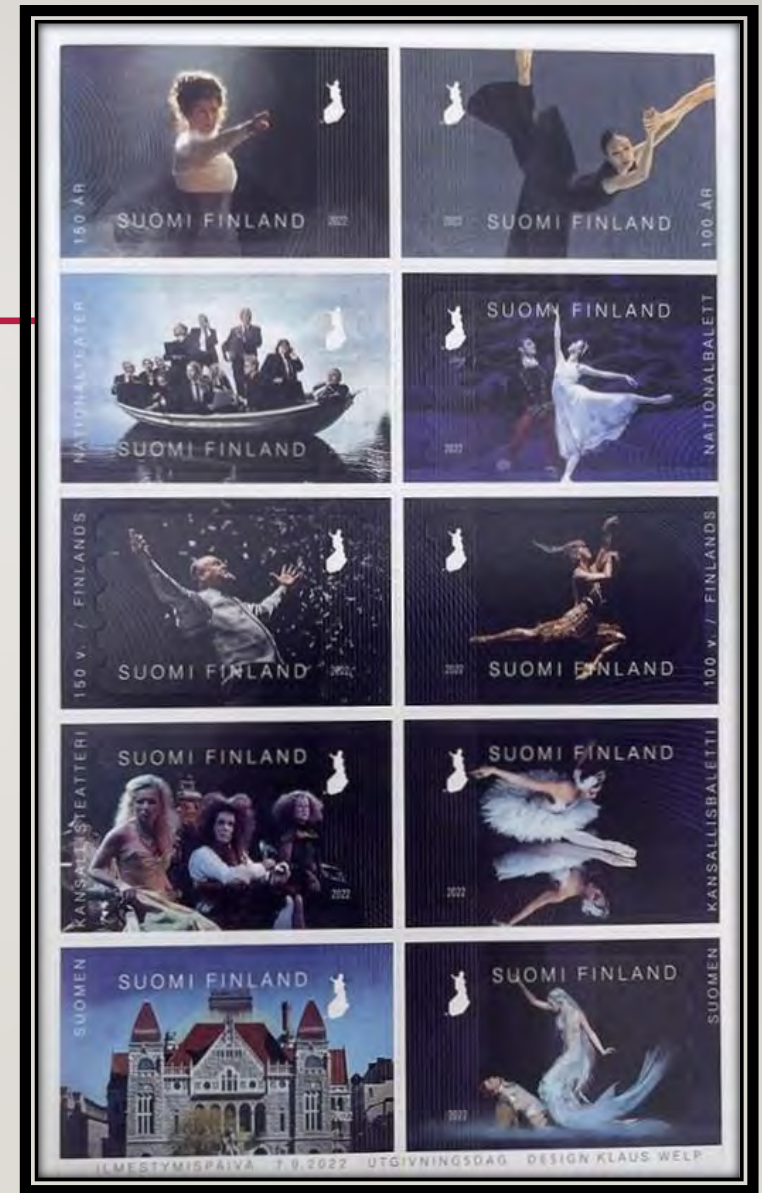 150 ÅR
SUOMI FINLAND 2022
SUOMI FINLAND 2022
100 ÅR
NATIONALTEATER
SUOMI FINLAND
SUOMI FINLAND
2022
NATIONALBALETT
150 v. / FINLANDS
SUOMI FINLAND 2022
SUOMI FINLAND 2022
100 v. / FINLANDS
KANSALLISTEATTERI
SUOMI FINLAND
2022
SUOMI FINLAND
2022
KANSALLISBALETTI
SUOMEN
SUOMI FINLAND
2022
SUOMI FINLAND
2022
SUOMEN
ILMESTYMISPÄIVÄ 7.9.2022 UTGIVNINGSDAG DESIGN KLAUS WELP